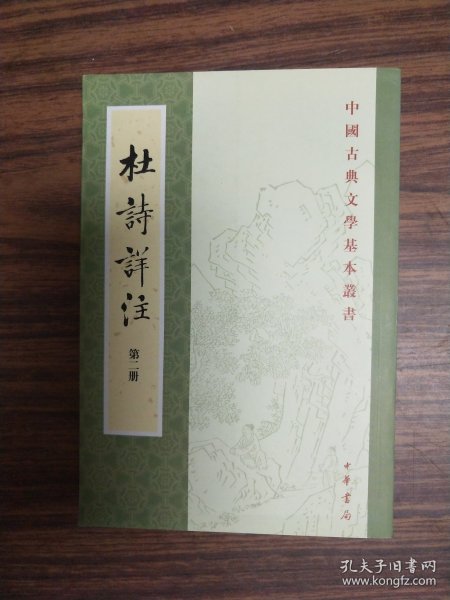 中國古典文學基本叢書
杜詩詳注
第二册
中華書局
孔夫子旧书网
www.kongfz.com